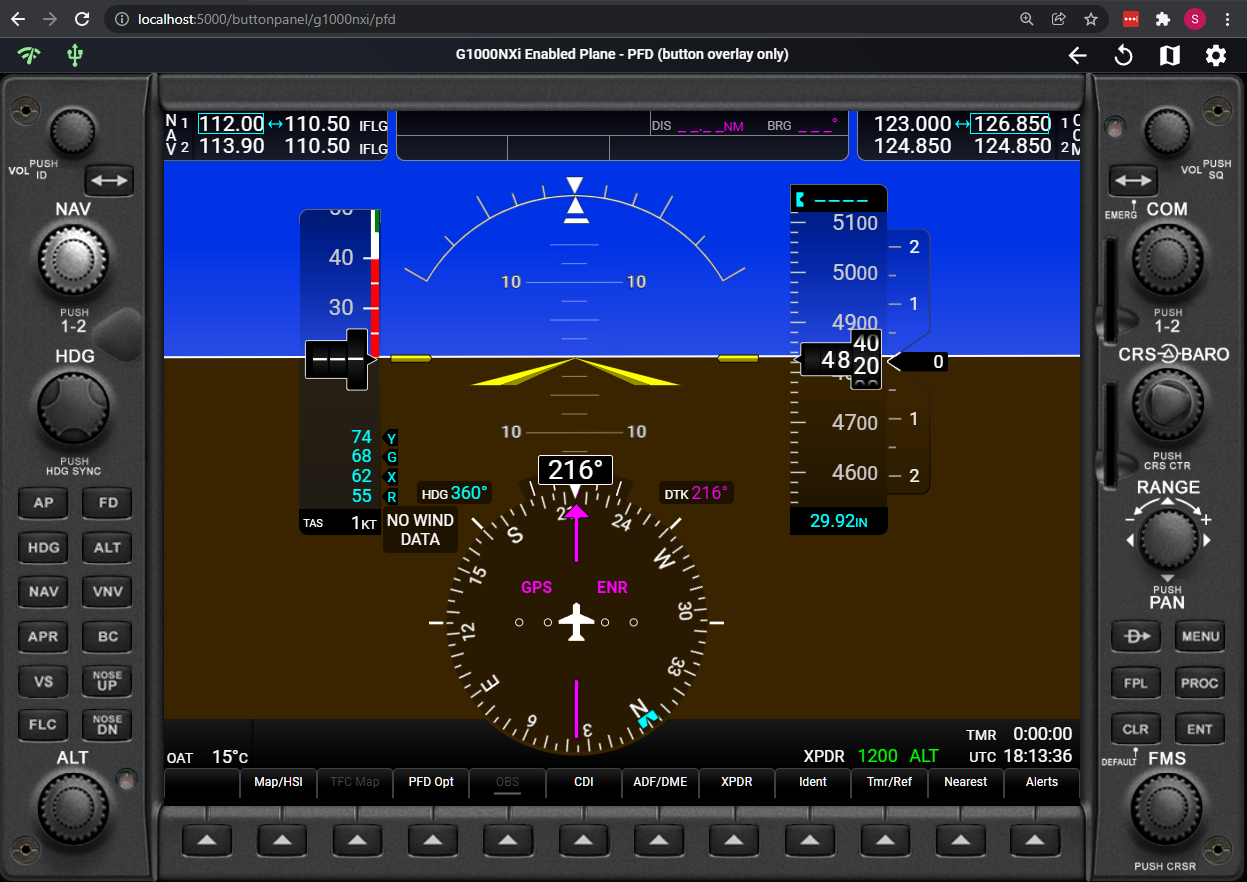 localhost:5000/buttonpanel/g1000nxi/pfd
S
G1000NXi Enabled Plane - PFD (button overlay only)
NAV 1 112.00 ↔ 110.50 IFLG
2 113.90 110.50 IFLG
DIS _ _._ _NM BRG _ _ _°
123.000 ↔ 126.850 1
124.850 124.850 2
VOL PUSH ID
VOL PUSH SQ
NAV
EMERG COM
PUSH
1-2
PUSH
1-2
HDG
CRS BARO
PUSH
HDG SYNC
PUSH
CRS CTR
AP FD
HDG ALT
NAV VNV
APR BC
VS NOSE UP
FLC NOSE DN
ALT
40
30
– – –
74 Y
68 G
62 X
55 R
TAS 1KT
NO WIND
DATA
10 10
10 10
– – – –
5100
5000
4900
48 40
20
4700
4600
29.92IN
2
1
0
1
2
216°
HDG 360°
DTK 216°
24
S W
15 30
GPS ENR
12 33
E N
6 3
OAT 15°C
TMR 0:00:00
XPDR 1200 ALT UTC 18:13:36
Map/HSI TFC Map PFD Opt OBS CDI ADF/DME XPDR Ident Tmr/Ref Nearest Alerts
RANGE
– +
PUSH
PAN
D MENU
FPL PROC
CLR ENT
DEFAULT FMS
PUSH CRSR